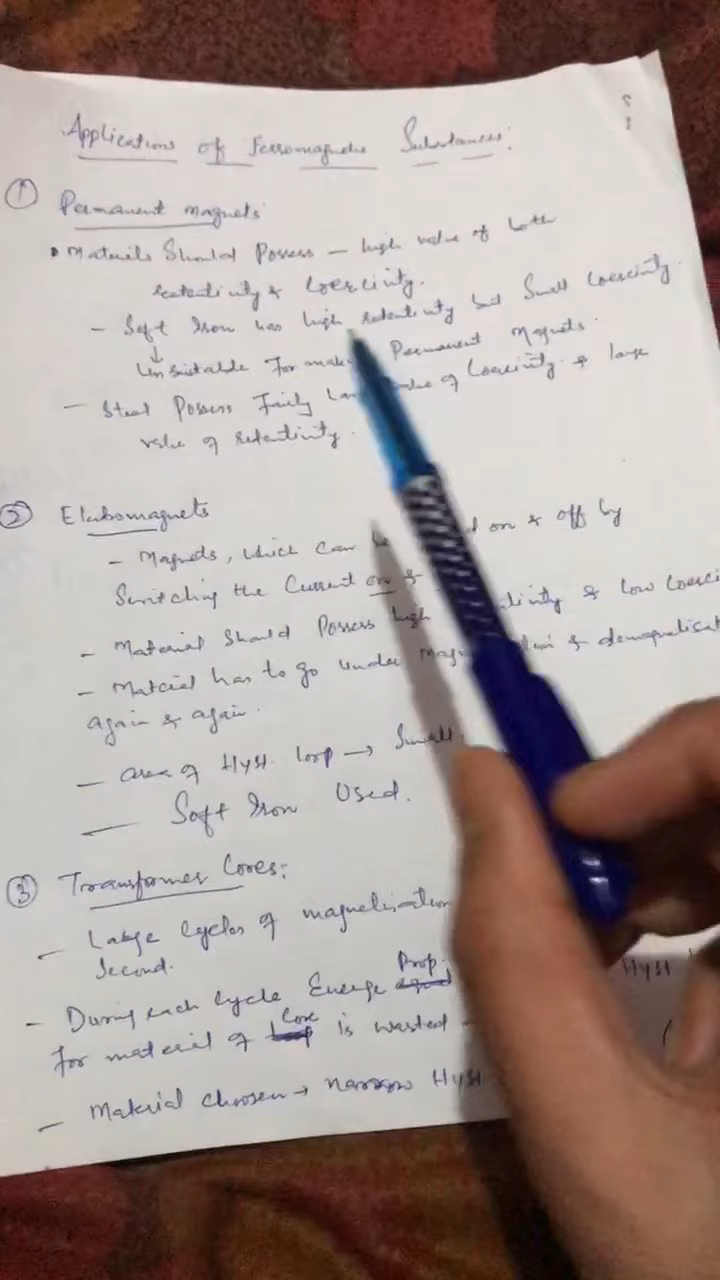 Applications of Ferromagnetic Substances:
① Permanent magnets
• Materials Should Possess — high value of both
retentivity & Coercivity.
– Soft Iron has high retentivity but Small Coercivity
↓
Unsuitable For Permanent Magnets.
– Steel Possess Fairly value of Coercivity & large
value of retentivity.
② Electromagnets
– Magnets, which can be on & off by
Switching the Current on &
– Material Should Possess high & low
– Material has to go under &
again & again.
– area of Hyst. loop → Small.
— Soft Iron Used.
③ Transformer Cores:
– Large Cycles of magnetisation
Second.
– During each cycle Energy Prop. Hyst
for material of Core is wasted –
– Material choosen → narrow Hyst.